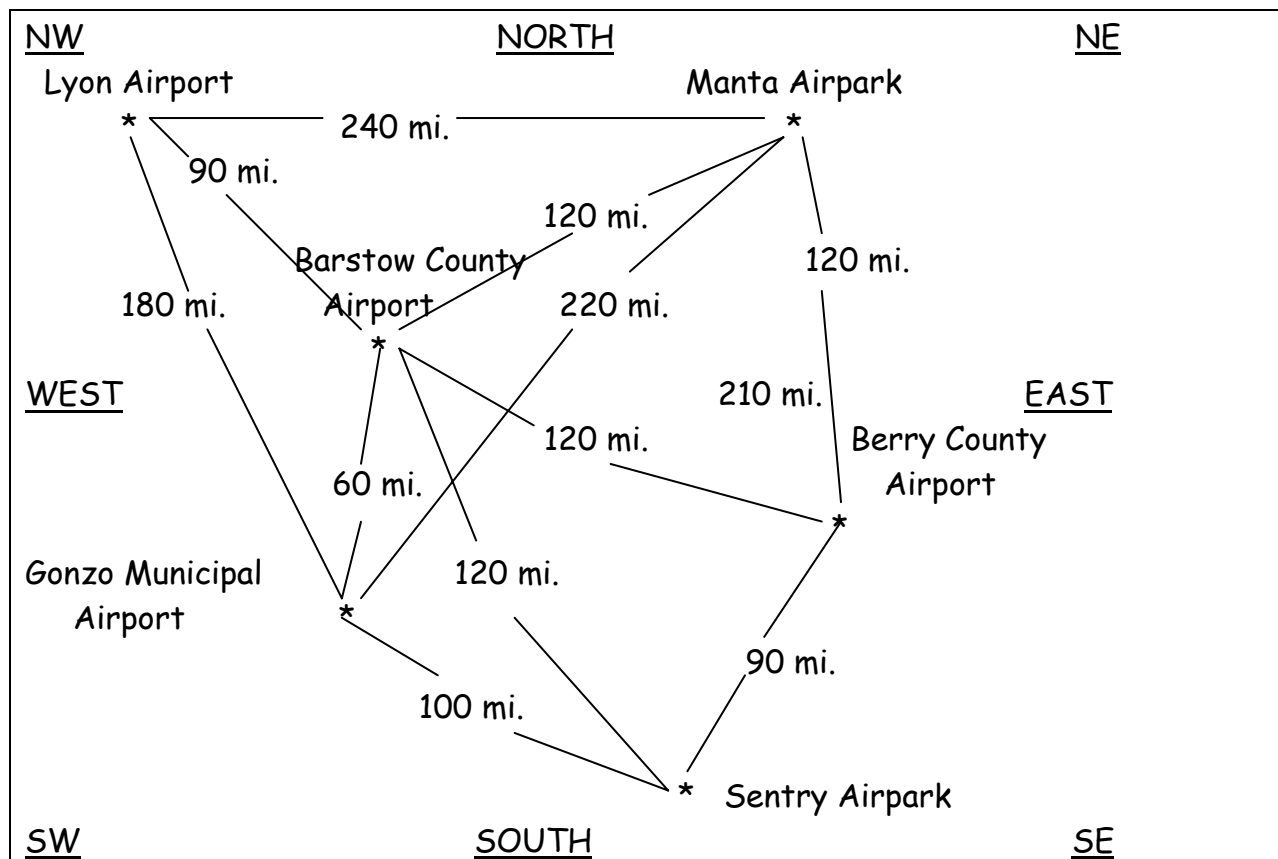 NW NORTH NE
Lyon Airport Manta Airpark
* *
240 mi.
90 mi.
120 mi.
Barstow County
Airport
*
120 mi.
180 mi. 220 mi.
WEST 210 mi. EAST
120 mi. Berry County
Airport
*
60 mi.
Gonzo Municipal
Airport
*
120 mi.
90 mi.
100 mi.
* Sentry Airpark
SW SOUTH SE